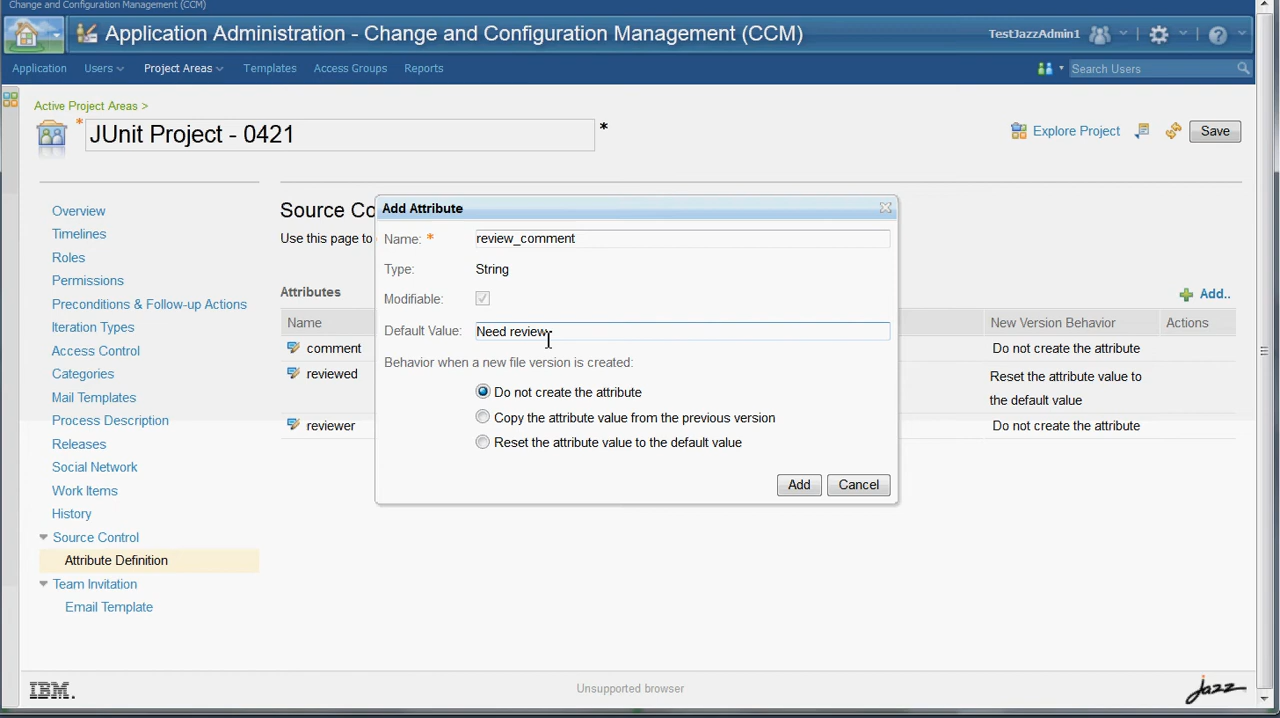 Change and Configuration Management (CCM)
Application Administration - Change and Configuration Management (CCM)
TestJazzAdmin1
Application Users Project Areas Templates Access Groups Reports
Search Users
Active Project Areas >
* JUnit Project - 0421 *
Explore Project
Save
Overview
Timelines
Roles
Permissions
Preconditions & Follow-up Actions
Iteration Types
Access Control
Categories
Mail Templates
Process Description
Releases
Social Network
Work Items
History
Source Control
Attribute Definition
Team Invitation
Email Template
Source Co
Use this page to
Attributes
Add..
Name New Version Behavior Actions
comment Do not create the attribute
reviewed Reset the attribute value to
the default value
reviewer Do not create the attribute
Add Attribute
Name: * review_comment
Type: String
Modifiable:
Default Value: Need review
Behavior when a new file version is created:
Do not create the attribute
Copy the attribute value from the previous version
Reset the attribute value to the default value
Add Cancel
IBM.
Unsupported browser
Jazz